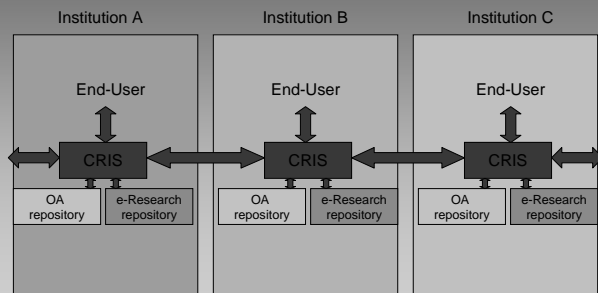 Institution A
Institution B
Institution C
End-User
End-User
End-User
CRIS
CRIS
CRIS
OA
repository
e-Research
repository
OA
repository
e-Research
repository
OA
repository
e-Research
repository